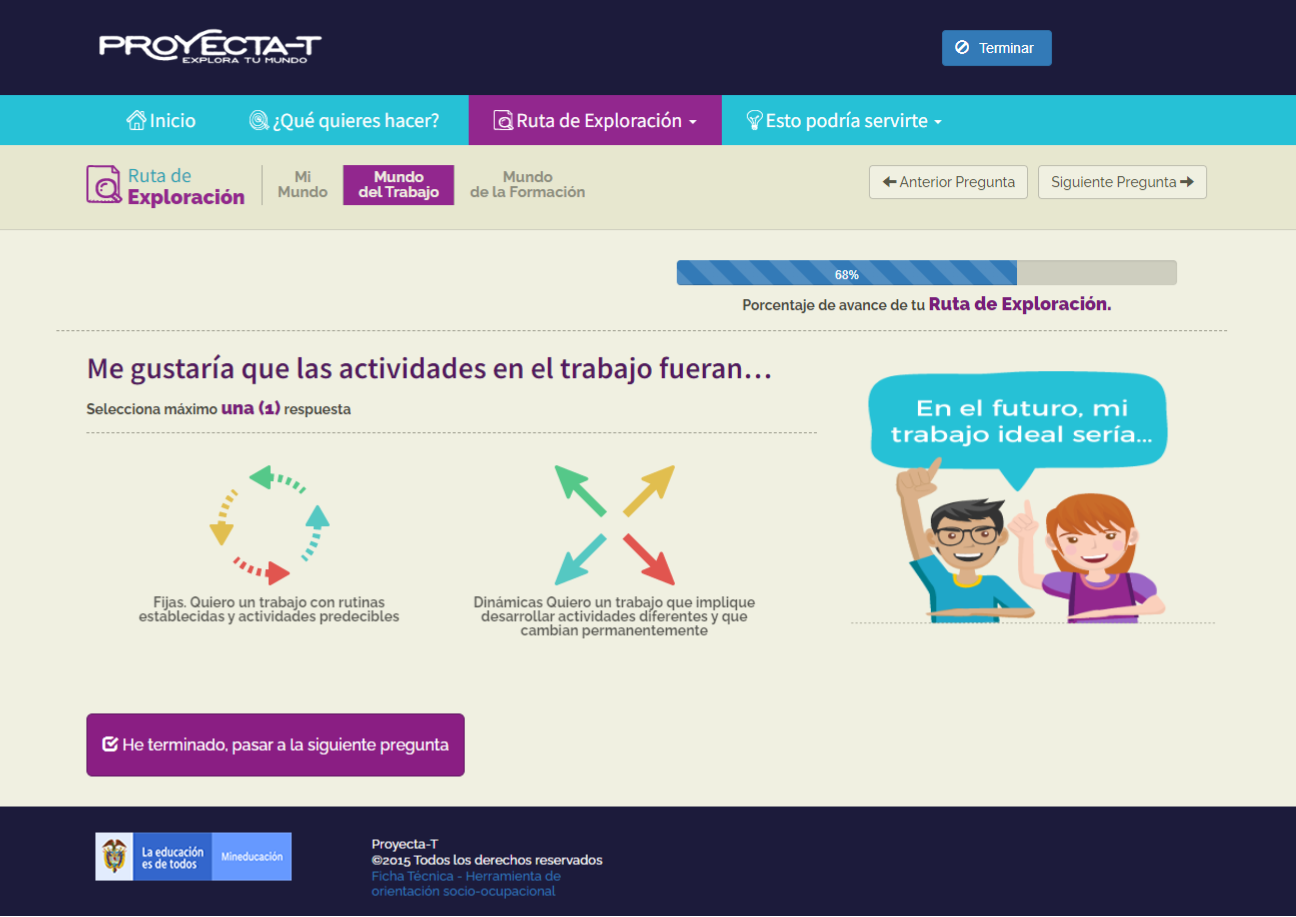 PROYECTA-T
EXPLORA TU MUNDO
Terminar
Inicio
¿Qué quieres hacer?
Ruta de Exploración
Esto podría servirte
Ruta de
Exploración
Mi
Mundo
Mundo
del Trabajo
Mundo
de la Formación
Anterior Pregunta
Siguiente Pregunta
68%
Porcentaje de avance de tu Ruta de Exploración.
Me gustaría que las actividades en el trabajo fueran...
Selecciona máximo una (1) respuesta
En el futuro, mi
trabajo ideal sería...
Fijas. Quiero un trabajo con rutinas
establecidas y actividades predecibles
Dinámicas Quiero un trabajo que implique
desarrollar actividades diferentes y que
cambian permanentemente
He terminado, pasar a la siguiente pregunta
La educación
es de todos
Mineducación
Proyecta-T
©2015 Todos los derechos reservados
Ficha Técnica - Herramienta de
orientación socio-ocupacional